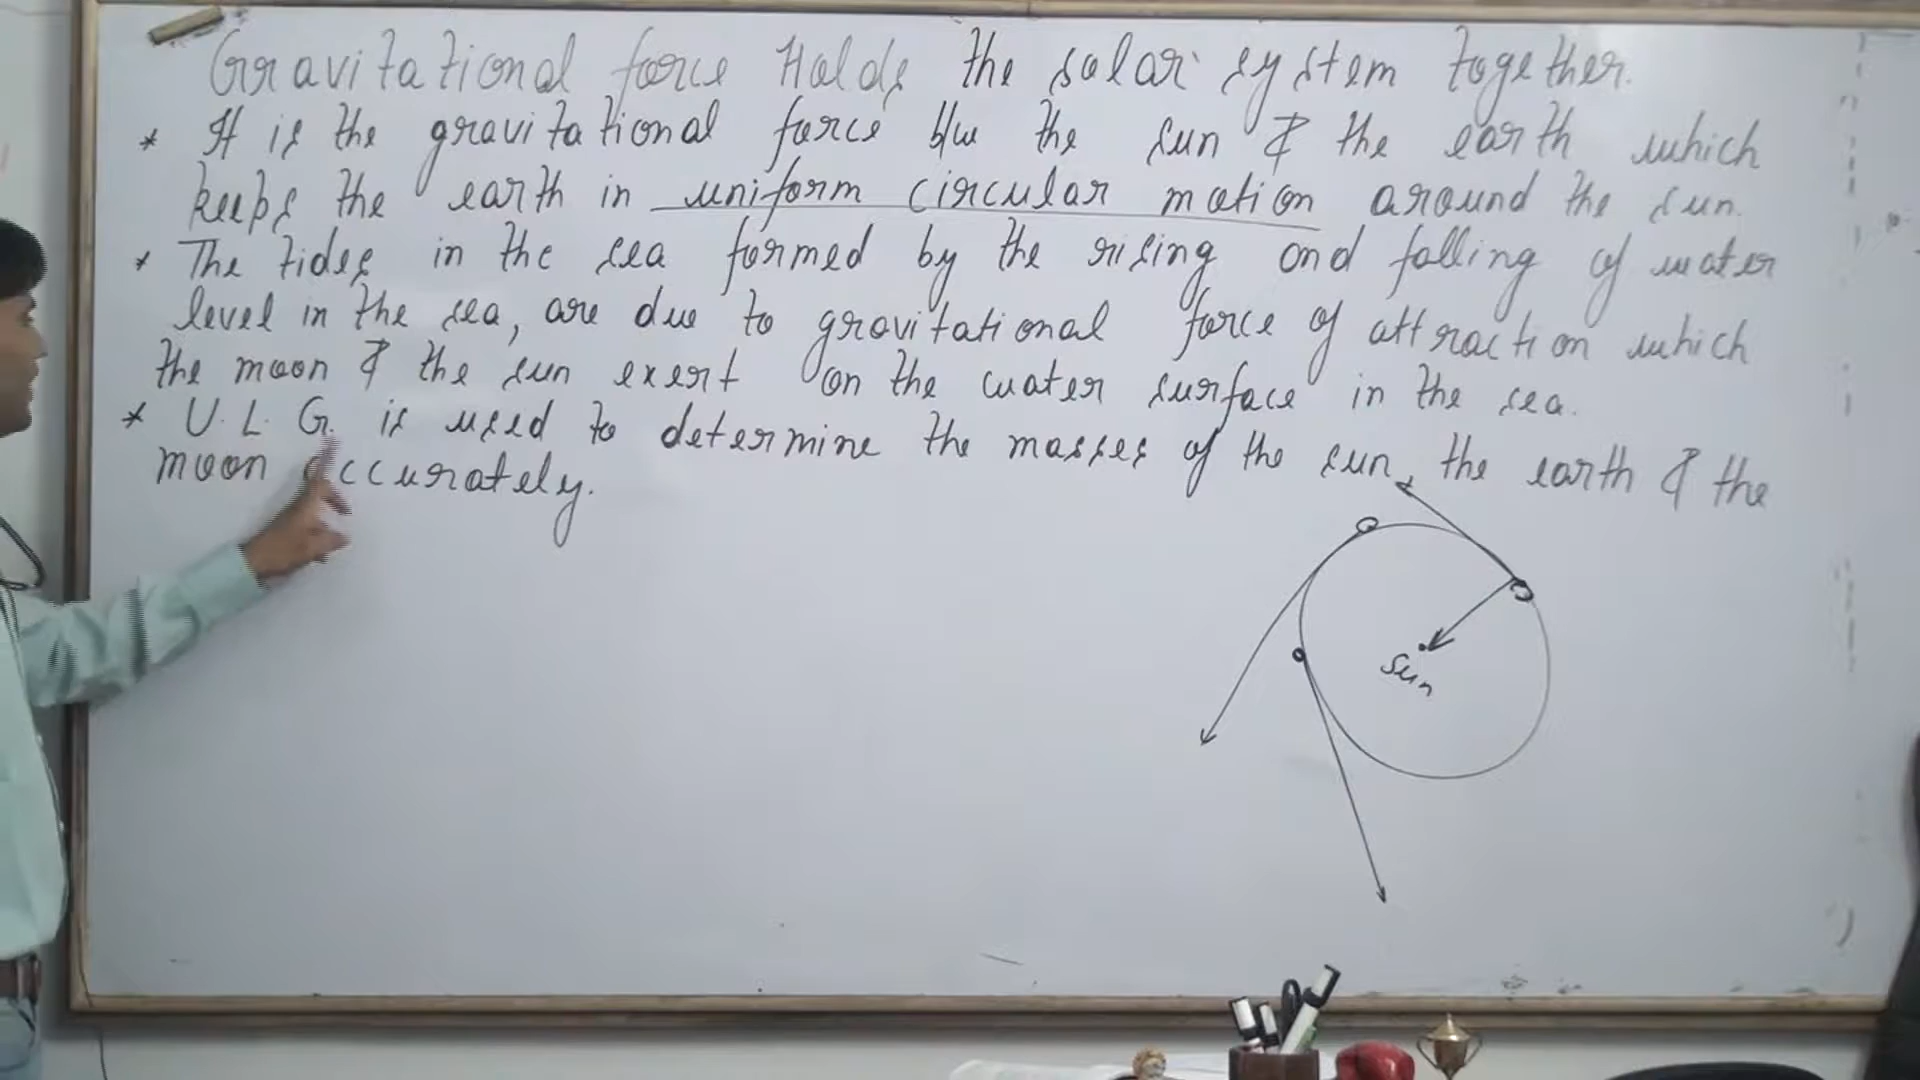 Gravitational force Holds the solar system together.
* It is the gravitational force b/w the sun & the earth which
keeps the earth in uniform circular motion around the sun.
* The tides in the sea formed by the rising and falling of water
level in the sea, are due to gravitational force of attraction which
the moon & the sun exert on the water surface in the sea.
* U. L. G. is used to determine the masses of the sun, the earth & the
moon accurately.
Sun